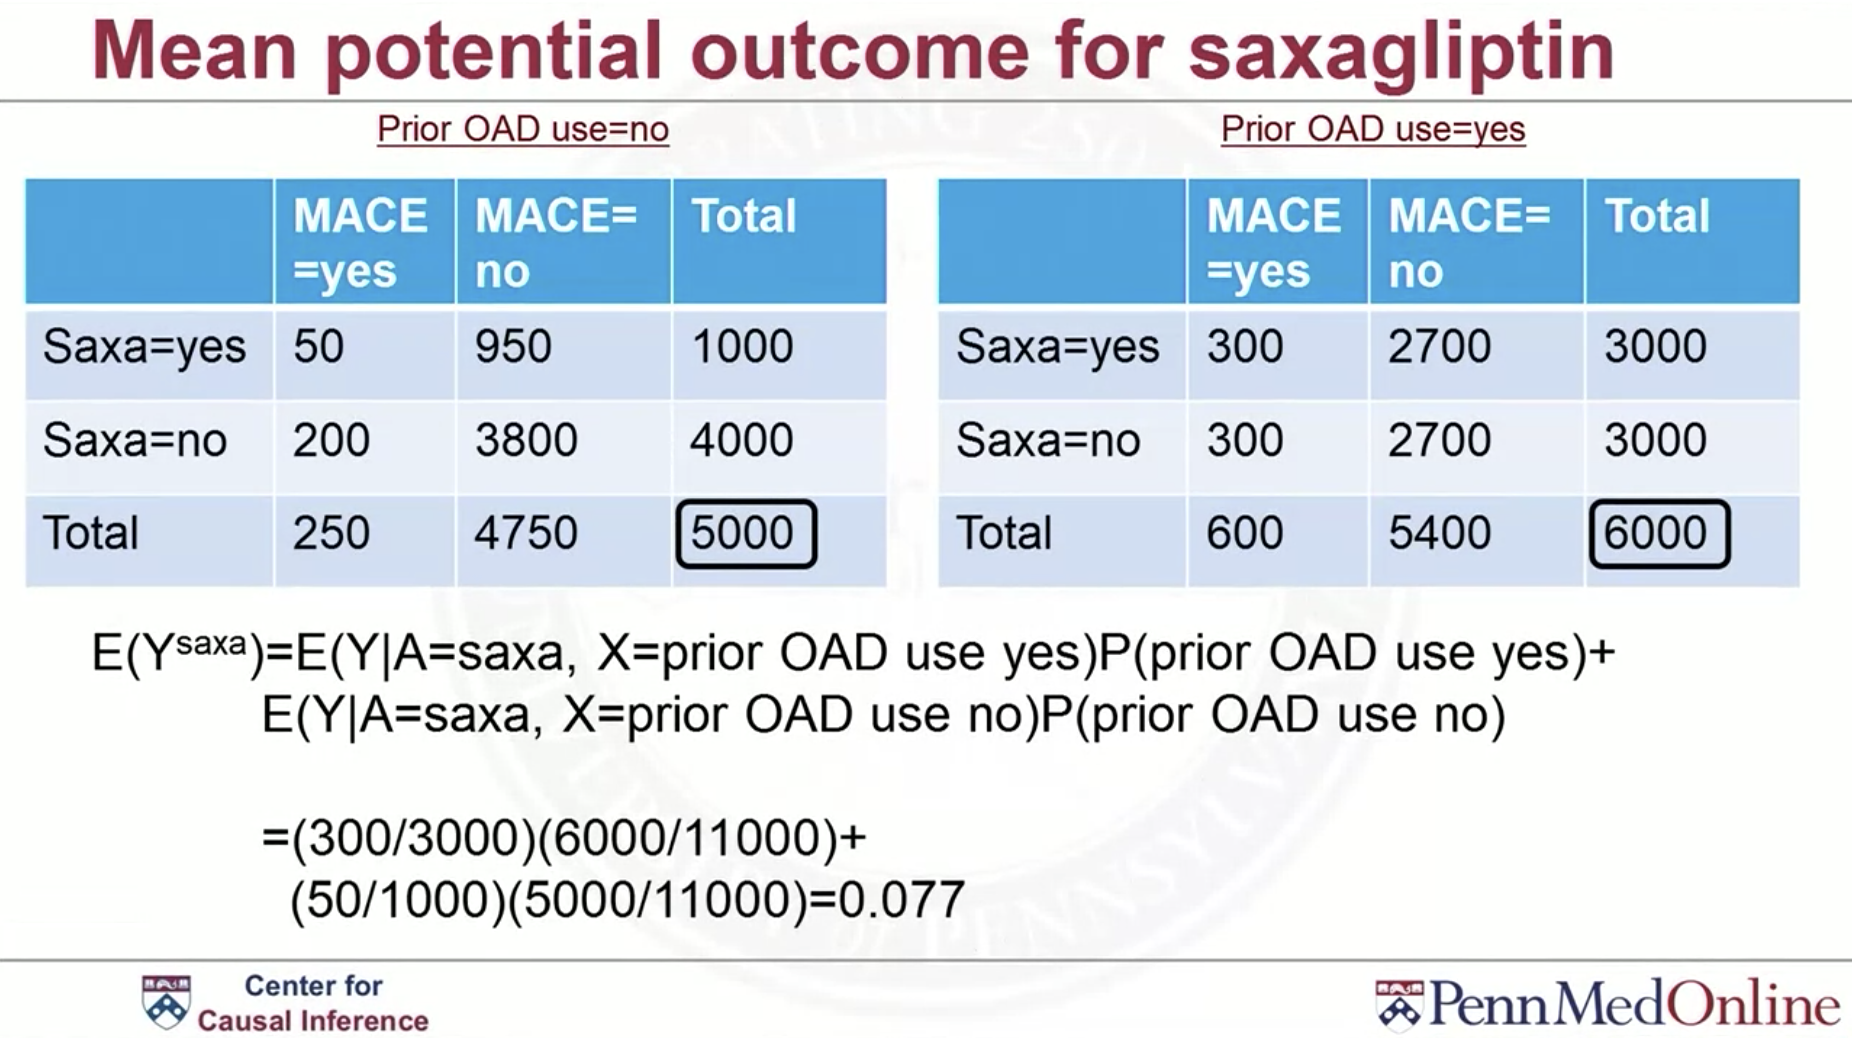 Mean potential outcome for saxagliptin
Prior OAD use=no
MACE =yes MACE= no Total
Saxa=yes 50 950 1000
Saxa=no 200 3800 4000
Total 250 4750 5000
Prior OAD use=yes
MACE =yes MACE= no Total
Saxa=yes 300 2700 3000
Saxa=no 300 2700 3000
Total 600 5400 6000
E(Y^saxa)=E(Y|A=saxa, X=prior OAD use yes)P(prior OAD use yes)+
E(Y|A=saxa, X=prior OAD use no)P(prior OAD use no)
=(300/3000)(6000/11000)+
(50/1000)(5000/11000)=0.077
Center for
Causal Inference
PennMedOnline